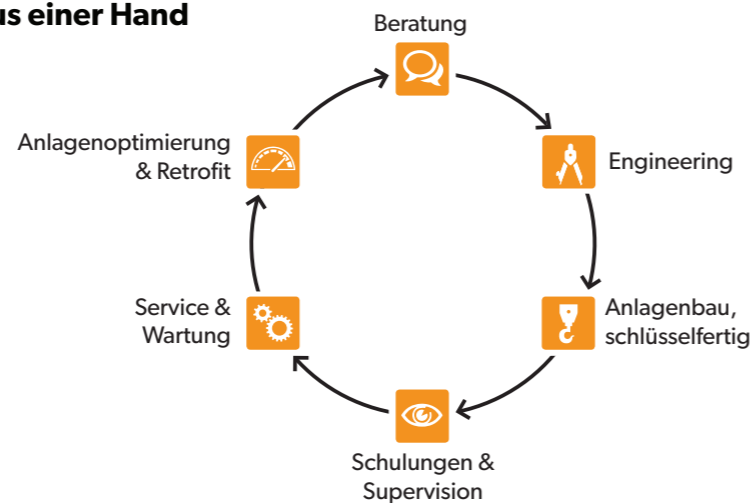 us einer Hand
Beratung
Engineering
Anlagenbau,
schlüsselfertig
Schulungen &
Supervision
Service &
Wartung
Anlagenoptimierung
& Retrofit